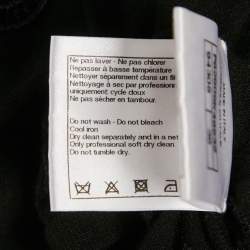 Ne pas laver - Ne pas chlorer
Repasser à basse température
Nettoyer séparément dans un fil
Nettoyage à sec par professionn
uniquement cycle doux
Ne pas sécher en tambour.
Do not wash - Do not bleach
Cool iron
Dry clean separately and in a net
Only professional soft dry clean
Do not tumble dry.